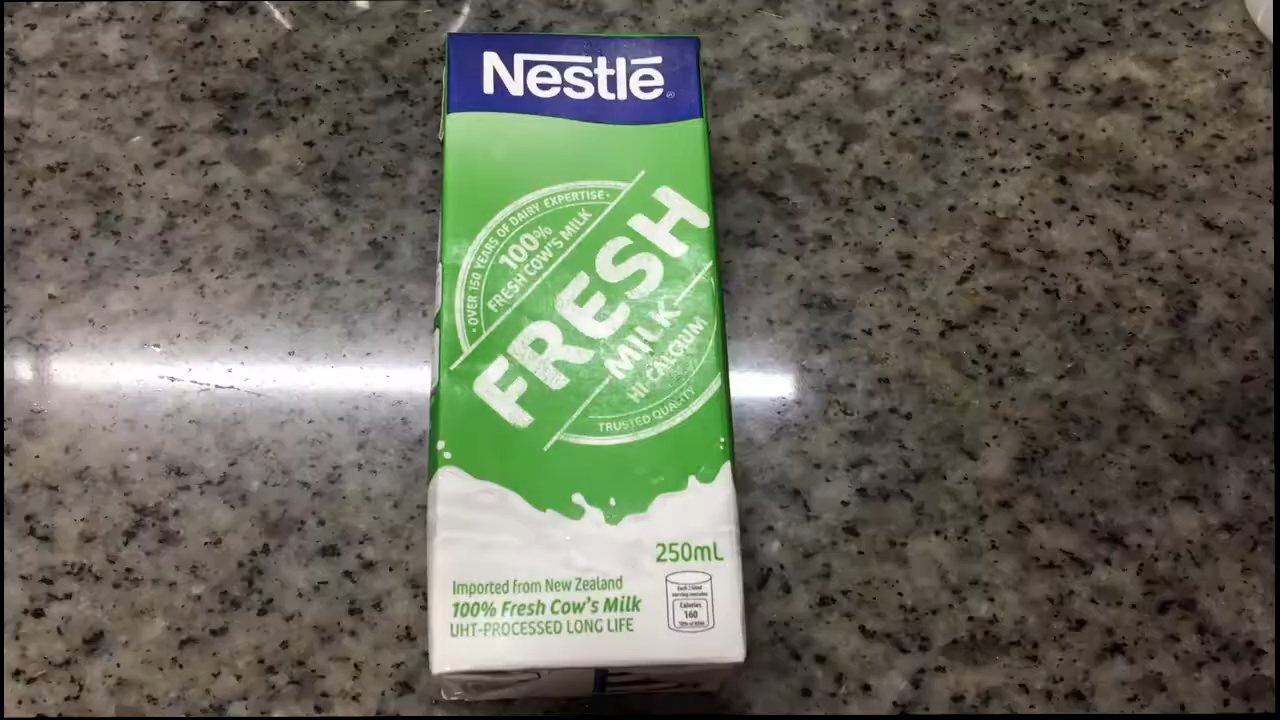 Nestlé
· OVER 150 YEARS OF DAIRY EXPERTISE ·
100%
FRESH COW'S MILK
FRESH
MILK
HI CALCIUM
TRUSTED QUALITY
250mL
Imported from New Zealand
100% Fresh Cow's Milk
UHT-PROCESSED LONG LIFE
Calories
160